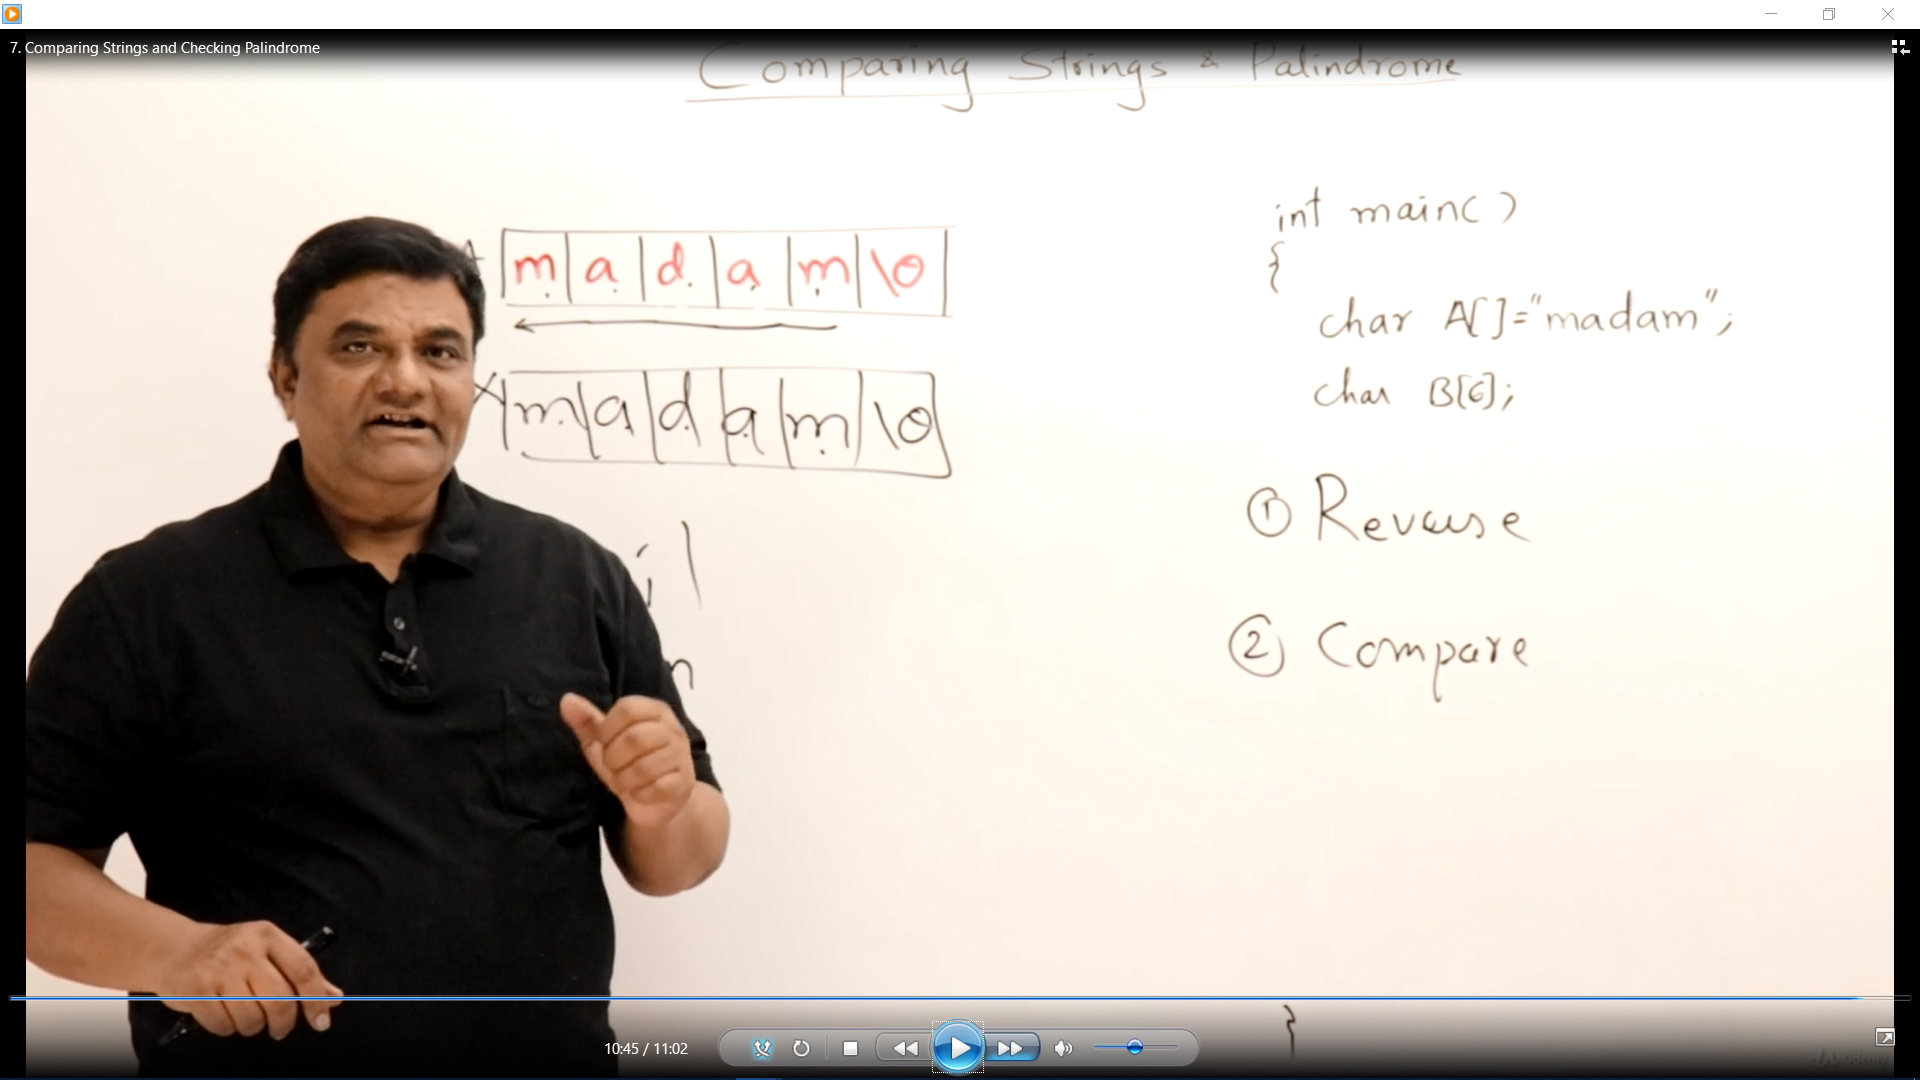 7. Comparing Strings and Checking Palindrome
Comparing Strings & Palindrome
m a d a m \0
m a d a m \0
int main()
{
char A[]="madam";
char B[6];
① Reverse
② Compare
}
10:45 / 11:02
Udemy